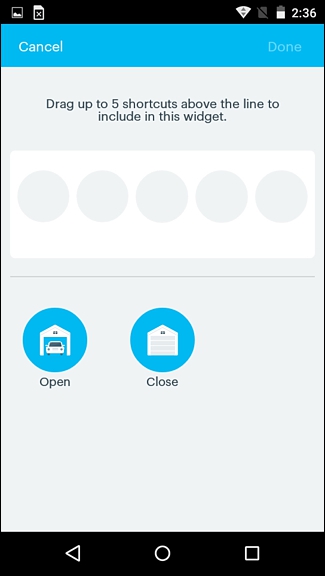 2:36
Cancel
Done
Drag up to 5 shortcuts above the line to
include in this widget.
Open
Close